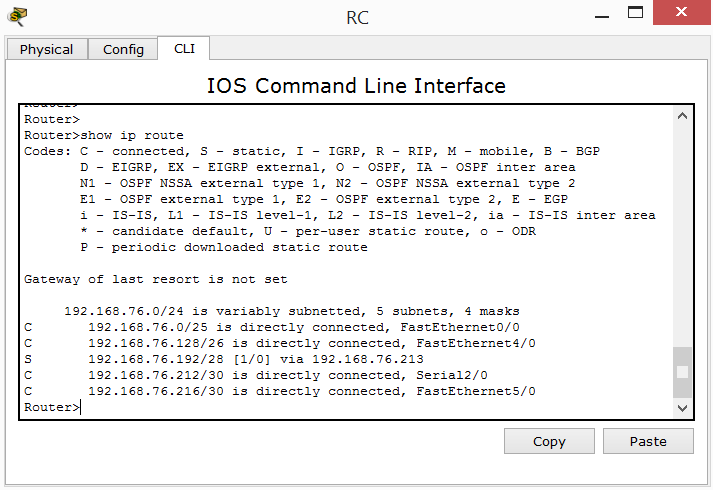 RC
Physical Config CLI
IOS Command Line Interface
Router>
Router>
Router>show ip route
Codes: C - connected, S - static, I - IGRP, R - RIP, M - mobile, B - BGP
       D - EIGRP, EX - EIGRP external, O - OSPF, IA - OSPF inter area
       N1 - OSPF NSSA external type 1, N2 - OSPF NSSA external type 2
       E1 - OSPF external type 1, E2 - OSPF external type 2, E - EGP
       i - IS-IS, L1 - IS-IS level-1, L2 - IS-IS level-2, ia - IS-IS inter area
       * - candidate default, U - per-user static route, o - ODR
       P - periodic downloaded static route
Gateway of last resort is not set
     192.168.76.0/24 is variably subnetted, 5 subnets, 4 masks
C       192.168.76.0/25 is directly connected, FastEthernet0/0
C       192.168.76.128/26 is directly connected, FastEthernet4/0
S       192.168.76.192/28 [1/0] via 192.168.76.213
C       192.168.76.212/30 is directly connected, Serial2/0
C       192.168.76.216/30 is directly connected, FastEthernet5/0
Router>
Copy Paste